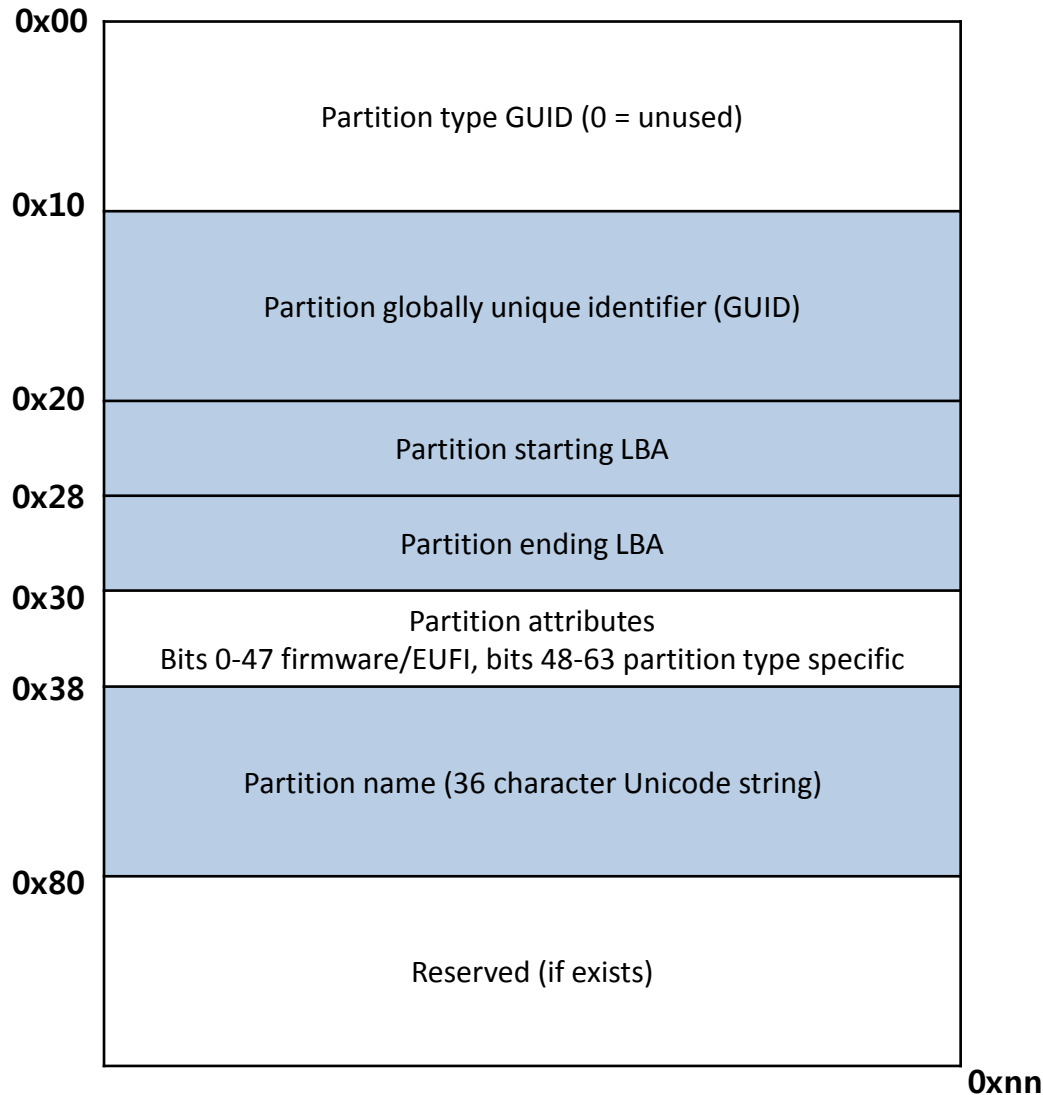 0x00
Partition type GUID (0 = unused)
0x10
Partition globally unique identifier (GUID)
0x20
Partition starting LBA
0x28
Partition ending LBA
0x30
Partition attributes
Bits 0-47 firmware/EUFI, bits 48-63 partition type specific
0x38
Partition name (36 character Unicode string)
0x80
Reserved (if exists)
0xnn